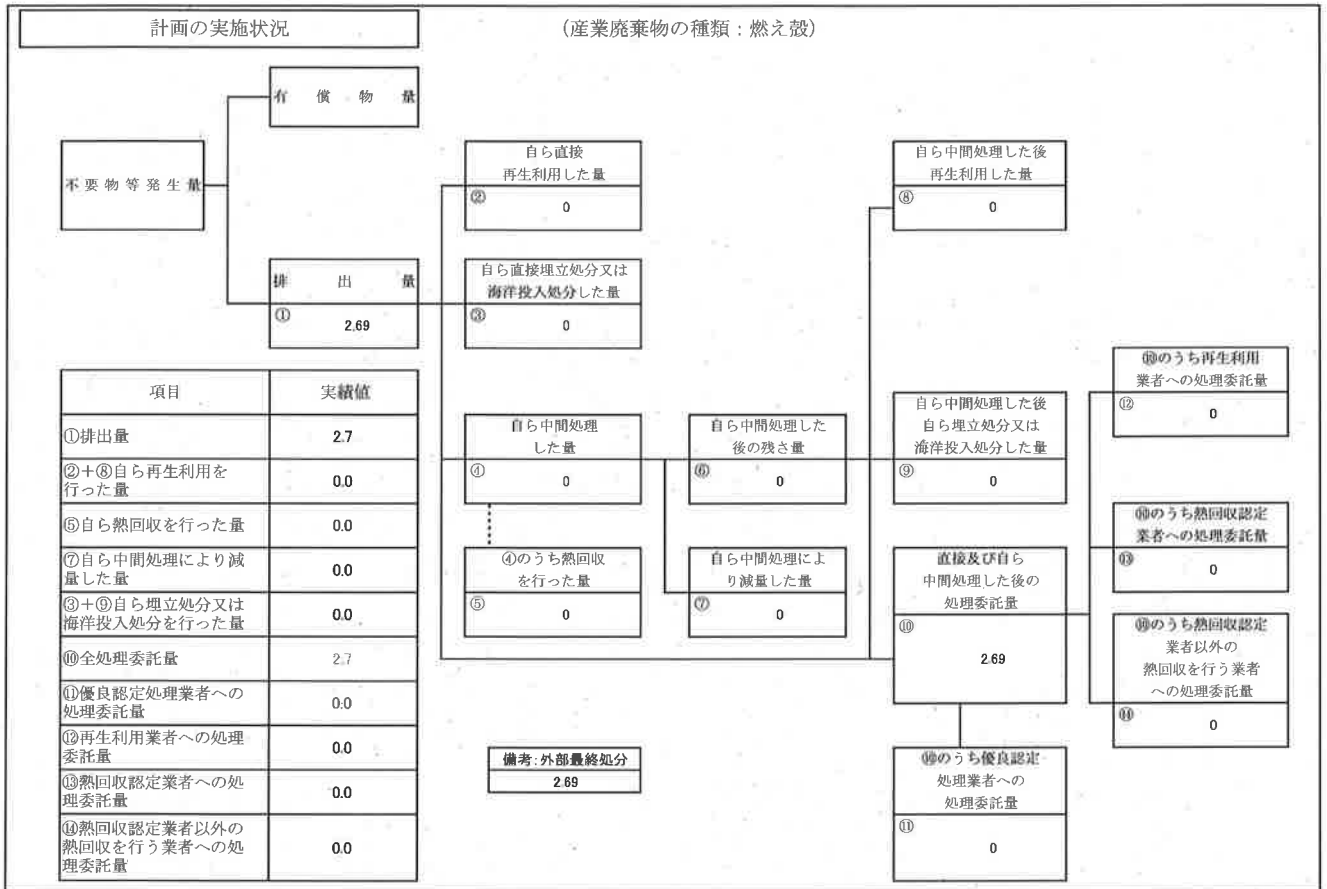 計画の実施状況
(産業廃棄物の種類：燃え殻)
有償物量
不要物等発生量
排出量
①
2.69
自ら直接
再生利用した量
②
0
自ら直接埋立処分又は
海洋投入処分した量
③
0
自ら中間処理した後
再生利用した量
⑧
0
項目 実績値
①排出量 2.7
②＋⑧自ら再生利用を
行った量
0.0
⑤自ら熱回収を行った量 0.0
⑦自ら中間処理により減
量した量
0.0
③＋⑨自ら埋立処分又は
海洋投入処分を行った量
0.0
⑩全処理委託量 2.7
⑪優良認定処理業者への
処理委託量
0.0
⑫再生利用業者への処理
委託量
0.0
⑬熱回収認定業者への処
理委託量
0.0
⑭熱回収認定業者以外の
熱回収を行う業者への処
理委託量
0.0
自ら中間処理
した量
④
0
④のうち熱回収
を行った量
⑤
0
自ら中間処理した
後の残さ量
⑥
0
自ら中間処理によ
り減量した量
⑦
0
自ら中間処理した後
自ら埋立処分又は
海洋投入処分した量
⑨
0
直接及び自ら
中間処理した後の
処理委託量
⑩
2.69
⑩のうち再生利用
業者への処理委託量
⑫
0
⑩のうち熱回収認定
業者への処理委託量
⑬
0
⑩のうち熱回収認定
業者以外の
熱回収を行う業者
への処理委託量
⑭
0
⑩のうち優良認定
処理業者への
処理委託量
⑪
0
備考：外部最終処分
2.69